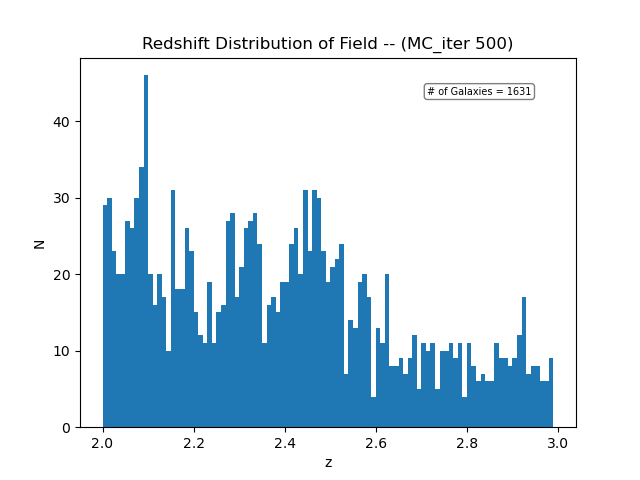 Redshift Distribution of Field -- (MC_iter 500)
# of Galaxies = 1631
N
40
30
20
10
0
2.0 2.2 2.4 2.6 2.8 3.0
z